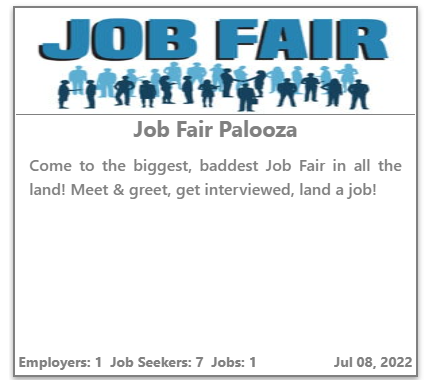 JOB FAIR
Job Fair Palooza
Come to the biggest, baddest Job Fair in all the
land! Meet & greet, get interviewed, land a job!
Employers: 1 Job Seekers: 7 Jobs: 1 Jul 08, 2022